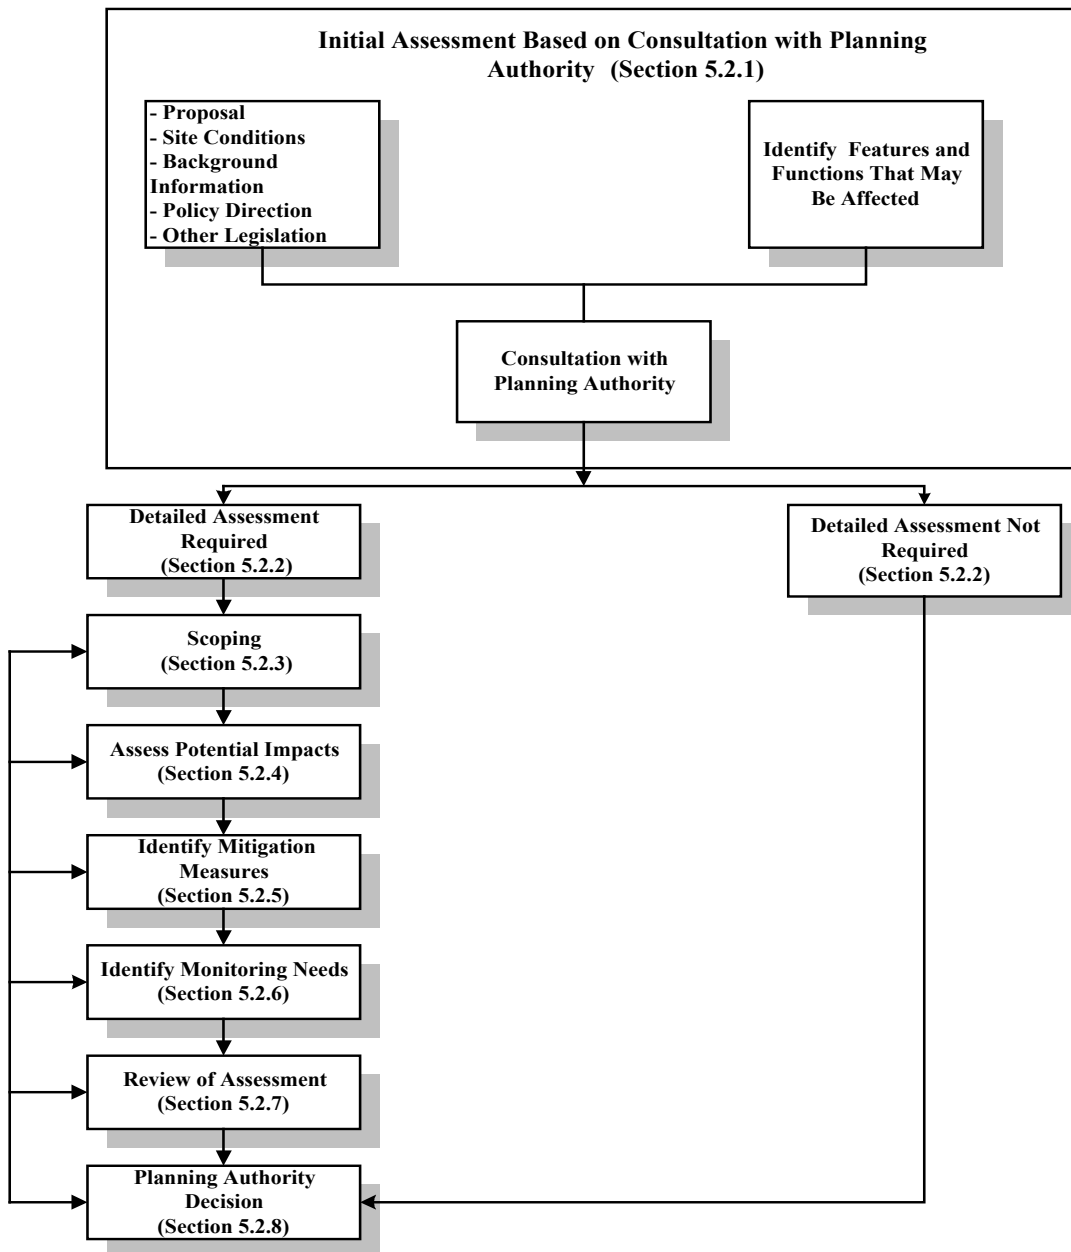 Initial Assessment Based on Consultation with Planning
Authority (Section 5.2.1)
- Proposal
- Site Conditions
- Background
Information
- Policy Direction
- Other Legislation
Identify Features and
Functions That May
Be Affected
Consultation with
Planning Authority
Detailed Assessment
Required
(Section 5.2.2)
Detailed Assessment Not
Required
(Section 5.2.2)
Scoping
(Section 5.2.3)
Assess Potential Impacts
(Section 5.2.4)
Identify Mitigation
Measures
(Section 5.2.5)
Identify Monitoring Needs
(Section 5.2.6)
Review of Assessment
(Section 5.2.7)
Planning Authority
Decision
(Section 5.2.8)